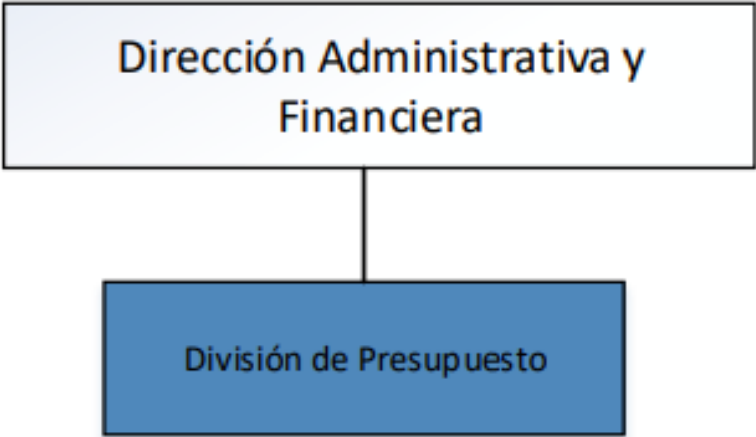 Dirección Administrativa y
Financiera
División de Presupuesto